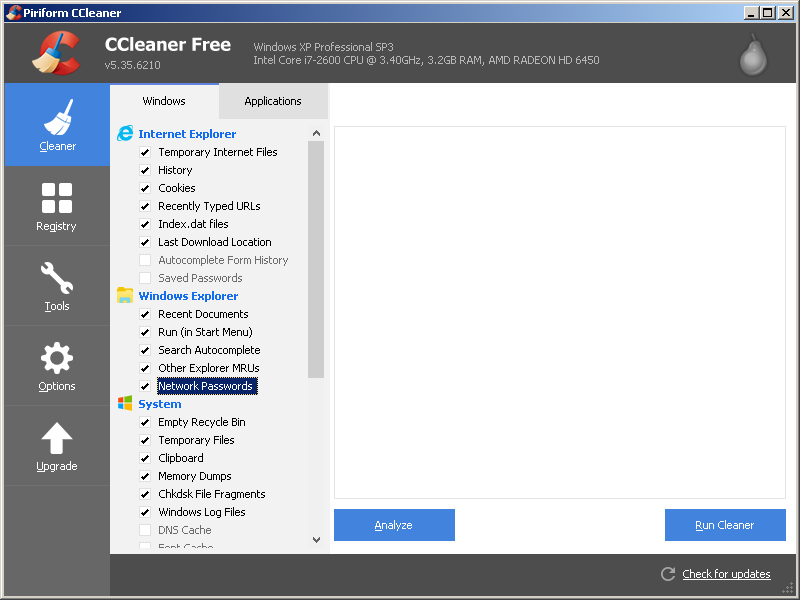 Piriform CCleaner
CCleaner Free
v5.35.6210
Windows XP Professional SP3
Intel Core i7-2600 CPU @ 3.40GHz, 3.2GB RAM, AMD RADEON HD 6450
Cleaner
Registry
Tools
Options
Upgrade
Windows
Applications
Internet Explorer
Temporary Internet Files
History
Cookies
Recently Typed URLs
Index.dat files
Last Download Location
Autocomplete Form History
Saved Passwords
Windows Explorer
Recent Documents
Run (in Start Menu)
Search Autocomplete
Other Explorer MRUs
Network Passwords
System
Empty Recycle Bin
Temporary Files
Clipboard
Memory Dumps
Chkdsk File Fragments
Windows Log Files
DNS Cache
Font Cache
Analyze
Run Cleaner
Check for updates